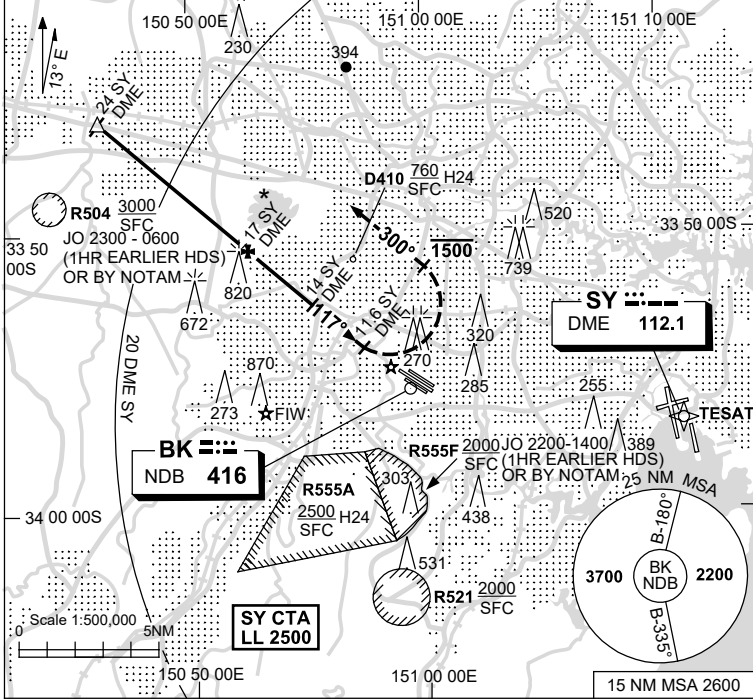 150 50 00E
151 00 00E
151 10 00E
13° E
230
394
24 SY
DME
D410 760 H24
SFC
R504 3000
SFC
JO 2300 - 0600
(1HR EARLIER HDS)
OR BY NOTAM
*
17 SY
DME
300°
1500
520
33 50 00S
33 50
00S
739
820
672
14 SY
DME
117°
11.6 SY
DME
SY
DME 112.1
320
270
285
20 DME SY
870
273
FIW
255
TESAT
389
BK
NDB 416
R555F 2000 JO 2200-1400
SFC (1HR EARLIER HDS)
OR BY NOTAM
25 NM MSA
R555A
2500 H24
SFC
303
438
34 00 00S
B-180°
3700
BK
NDB
2200
B-335°
531
R521 2000
SFC
Scale 1:500,000
0
5NM
SY CTA
LL 2500
150 50 00E
151 00 00E
15 NM MSA 2600